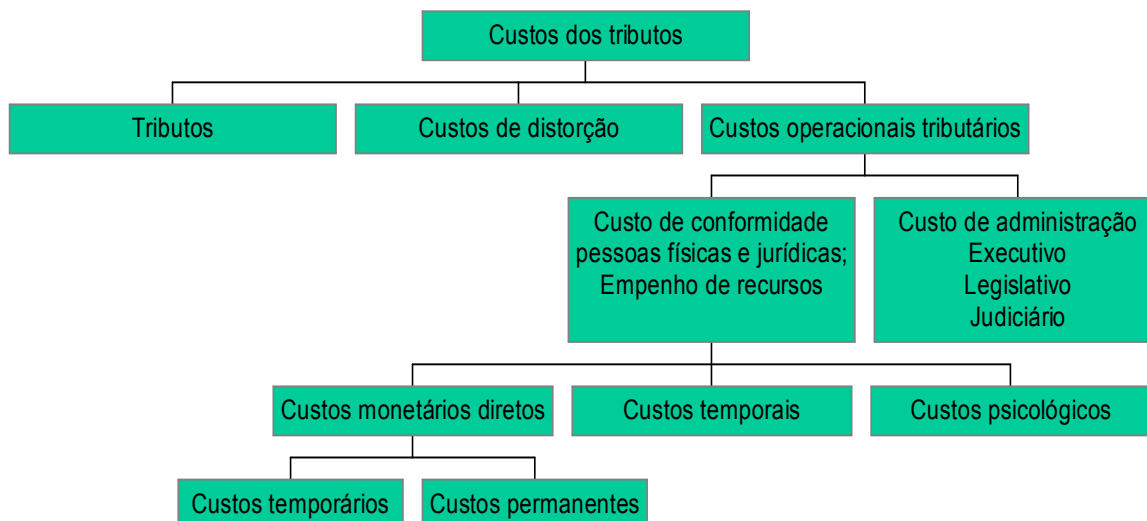 Custos dos tributos
Tributos
Custos de distorção
Custos operacionais tributários
Custo de conformidade
pessoas físicas e jurídicas;
Empenho de recursos
Custo de administração
Executivo
Legislativo
Judiciário
Custos monetários diretos
Custos temporais
Custos psicológicos
Custos temporários
Custos permanentes